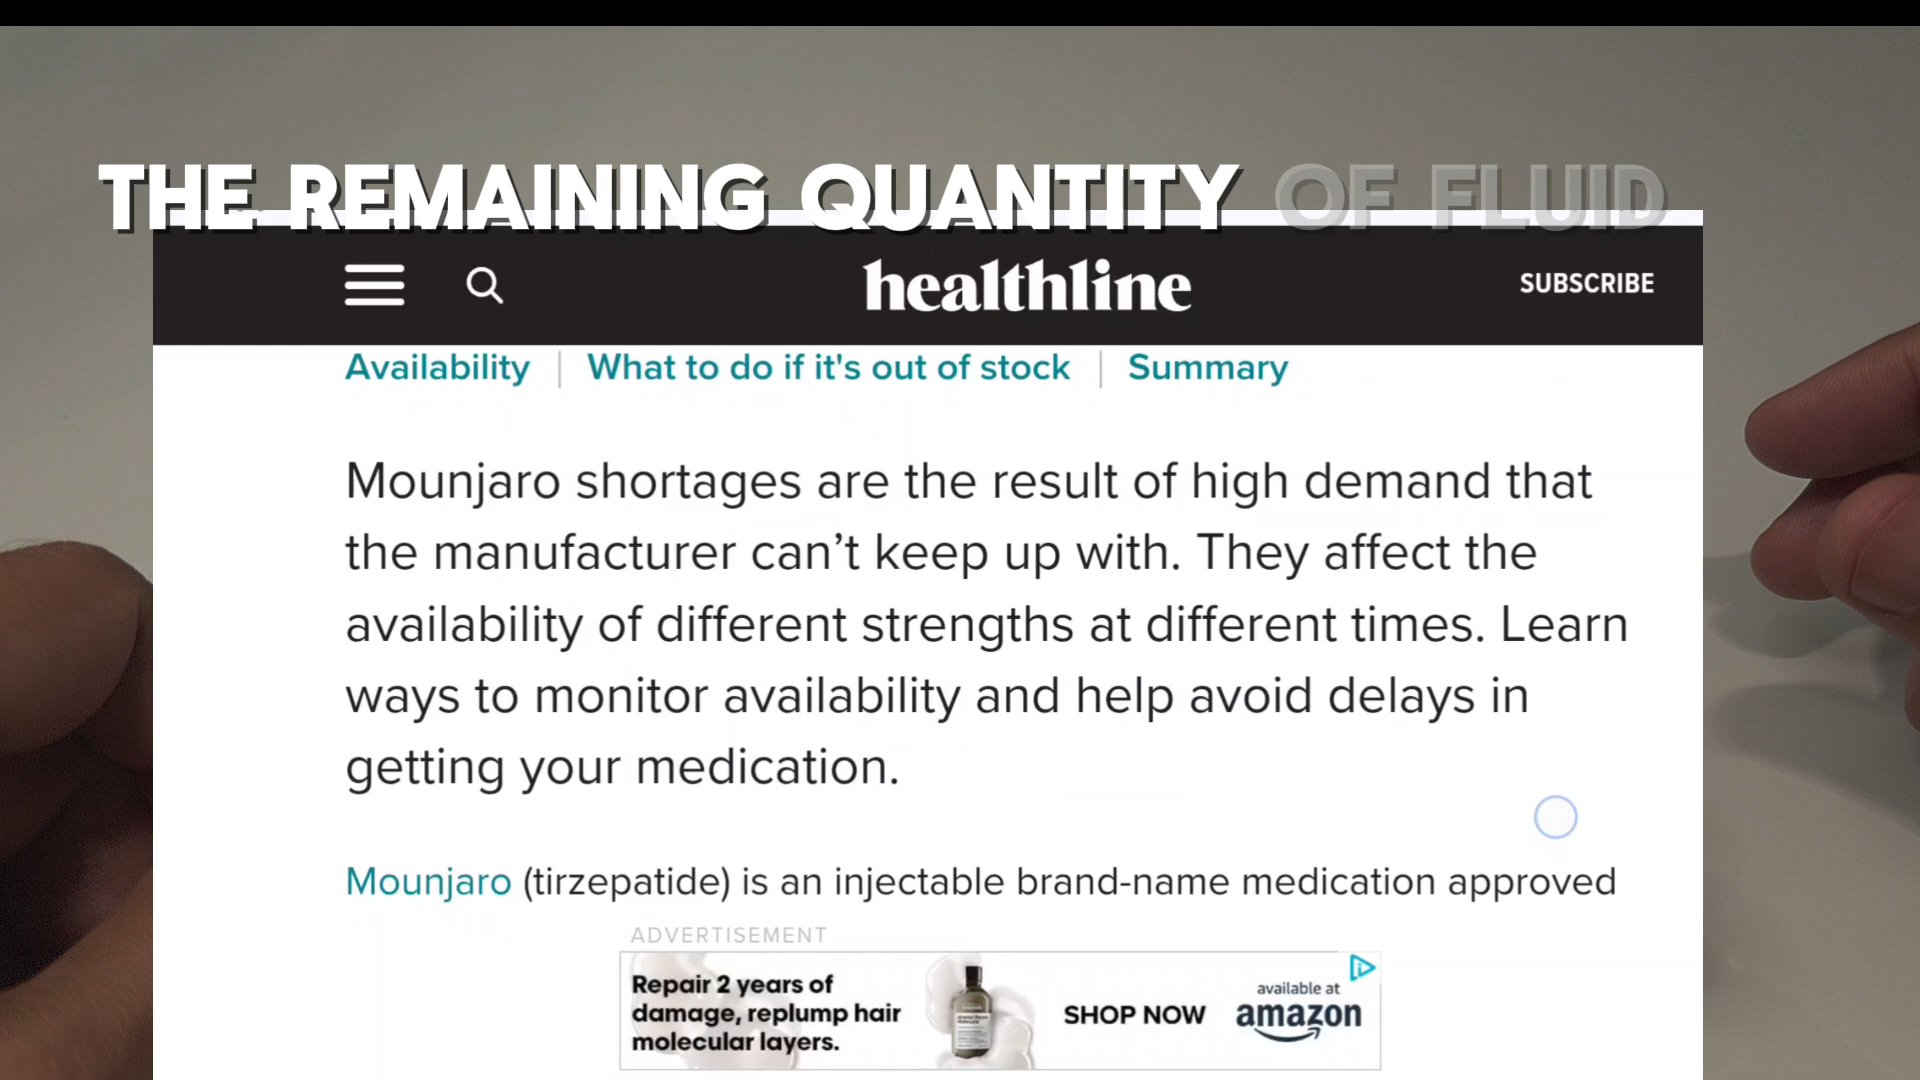 THE REMAINING QUANTITY OF FLUID
healthline
SUBSCRIBE
Availability | What to do if it's out of stock | Summary
Mounjaro shortages are the result of high demand that
the manufacturer can’t keep up with. They affect the
availability of different strengths at different times. Learn
ways to monitor availability and help avoid delays in
getting your medication.
Mounjaro (tirzepatide) is an injectable brand-name medication approved
ADVERTISEMENT
Repair 2 years of
damage, replump hair
molecular layers.
SHOP NOW
available at
amazon